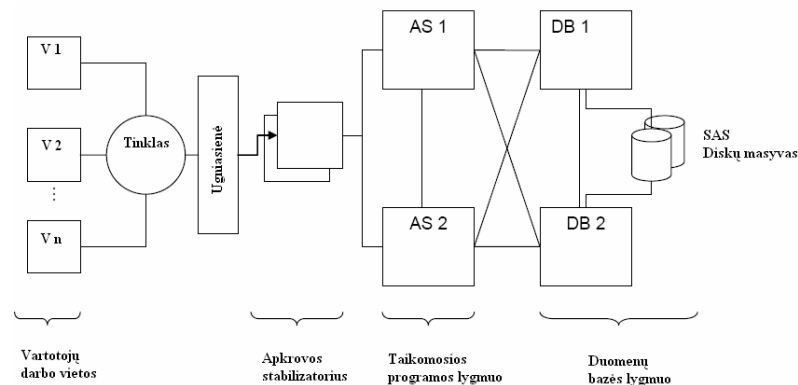 V 1
V 2
V n
Tinklas
Ugniasienė
AS 1
AS 2
DB 1
DB 2
SAS
Diskų masyvas
Vartotojų
darbo vietos
Apkrovos
stabilizatorius
Taikomosios
programos lygmuo
Duomenų
bazės lygmuo